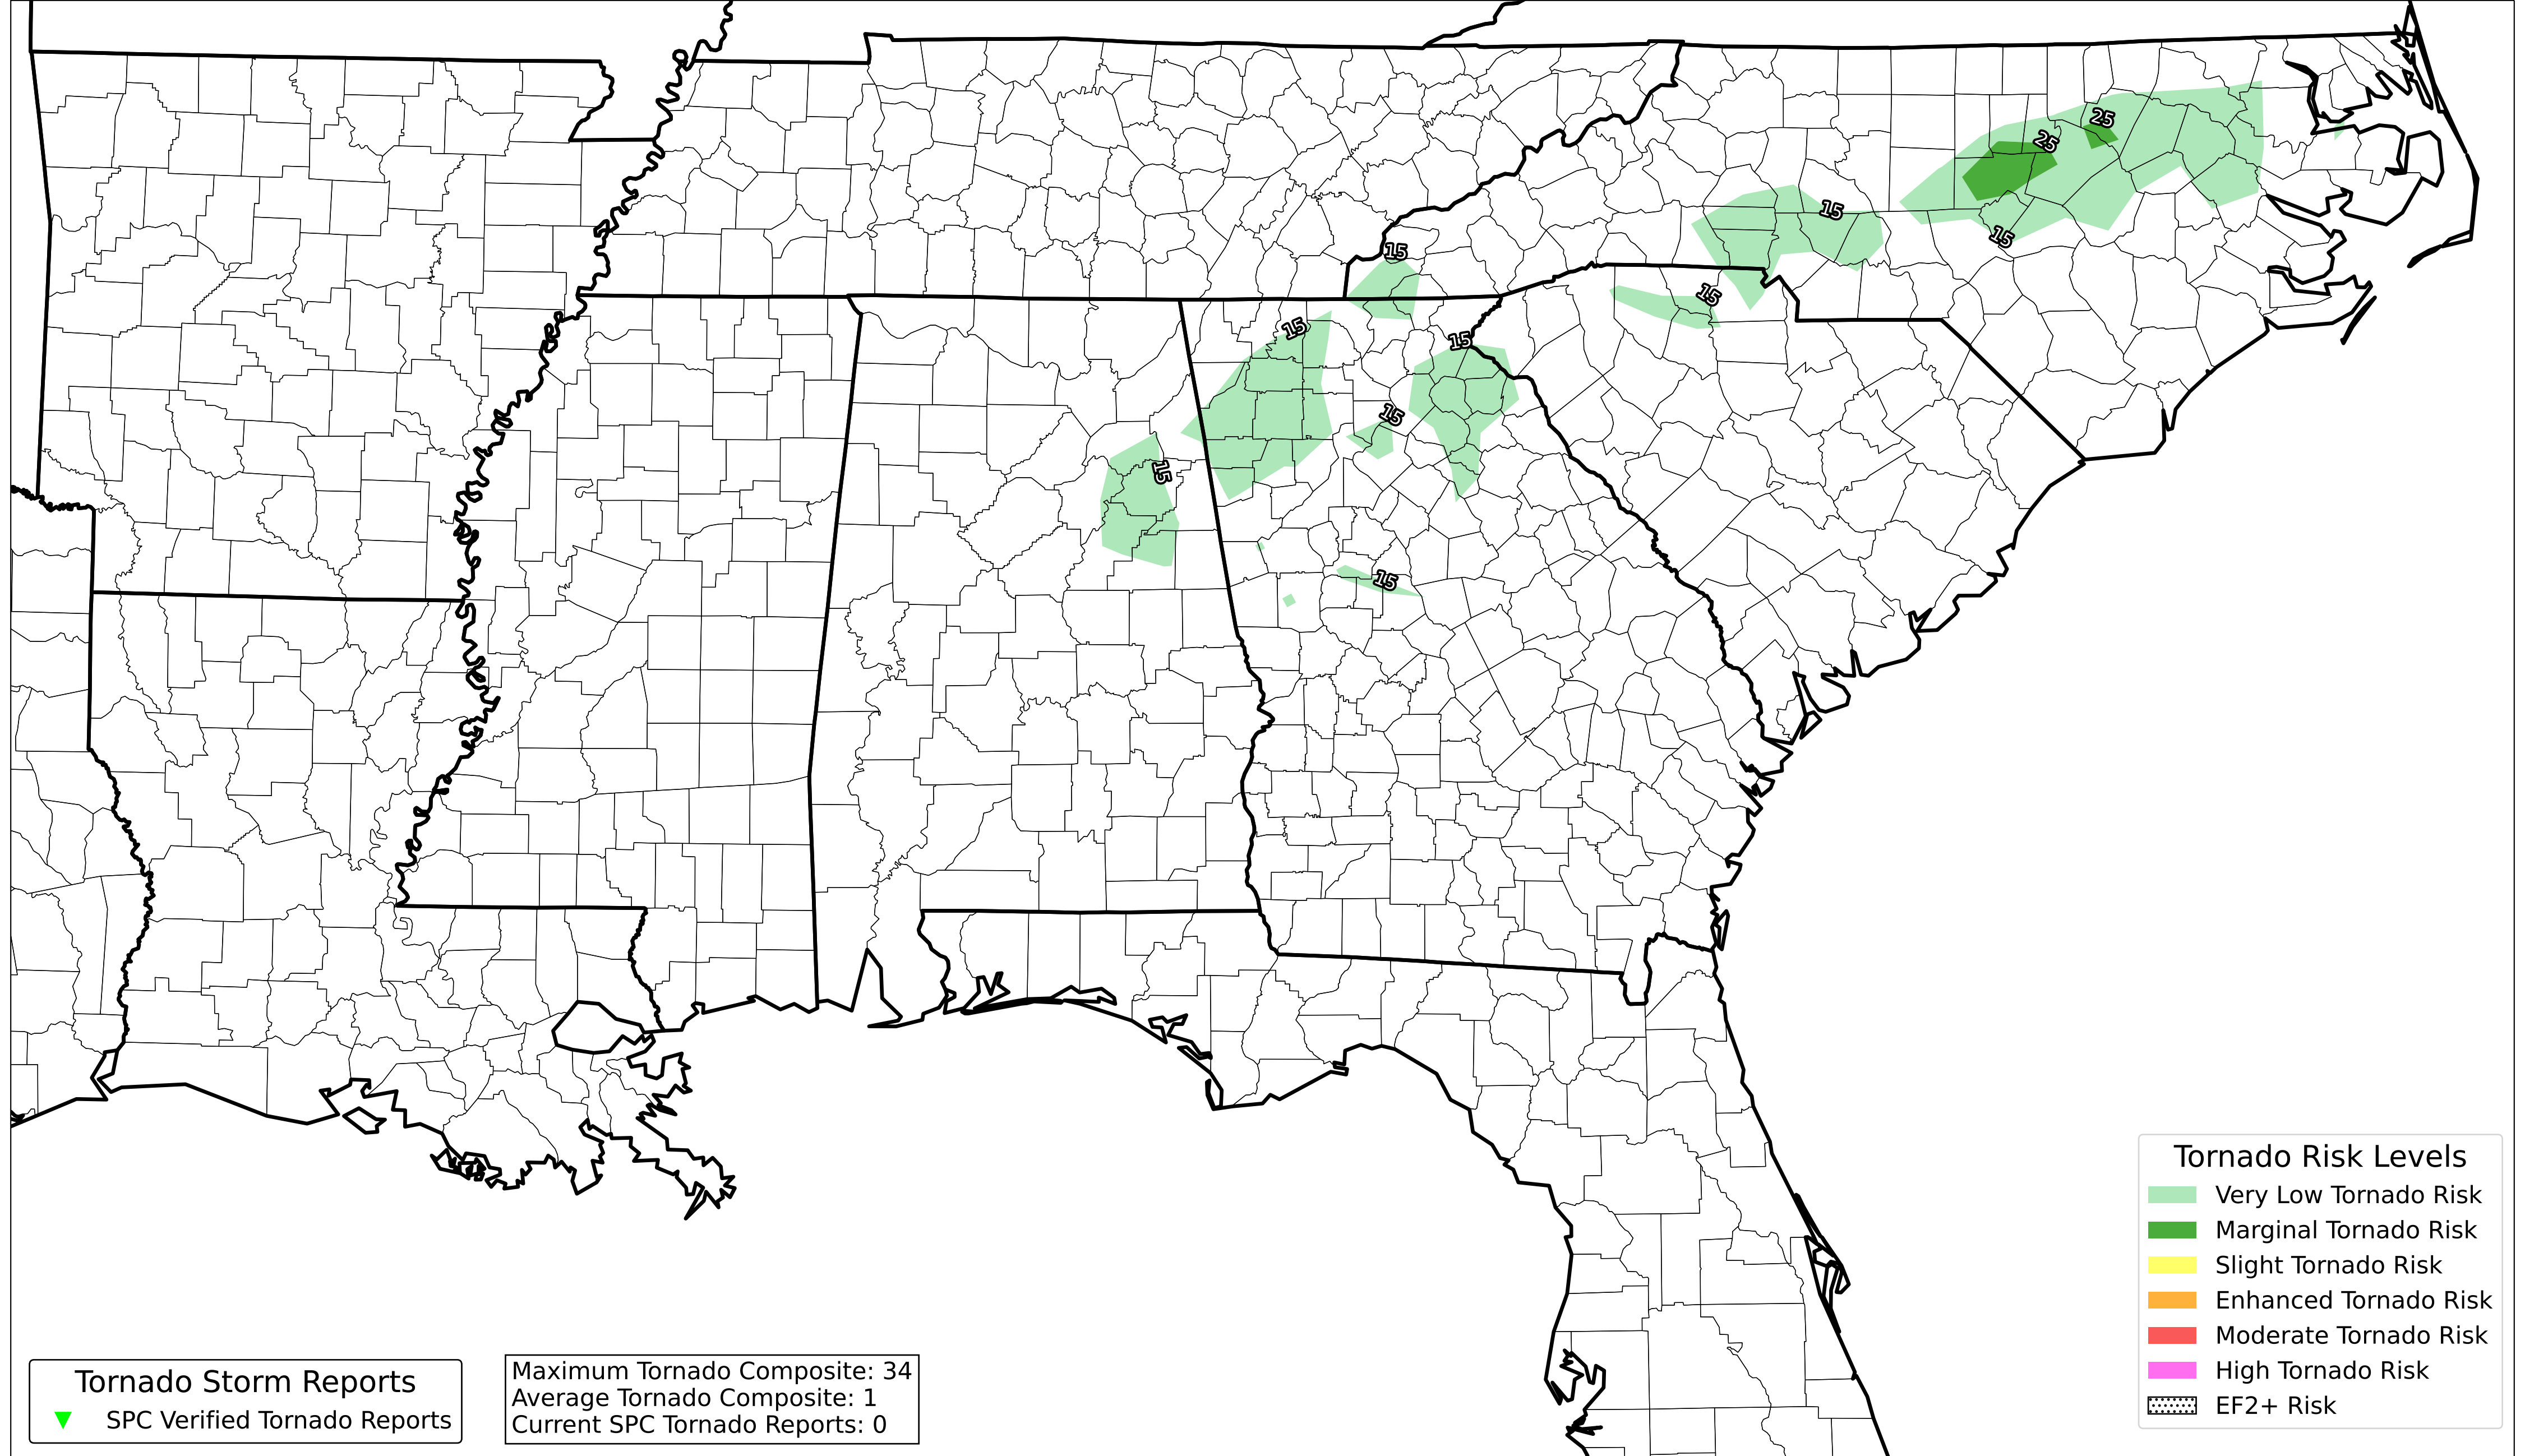 25
25
15
15
15
15
15
15
15
15
15
Tornado Risk Levels
Very Low Tornado Risk
Marginal Tornado Risk
Slight Tornado Risk
Enhanced Tornado Risk
Moderate Tornado Risk
High Tornado Risk
EF2+ Risk
Tornado Storm Reports
SPC Verified Tornado Reports
Maximum Tornado Composite: 34
Average Tornado Composite: 1
Current SPC Tornado Reports: 0